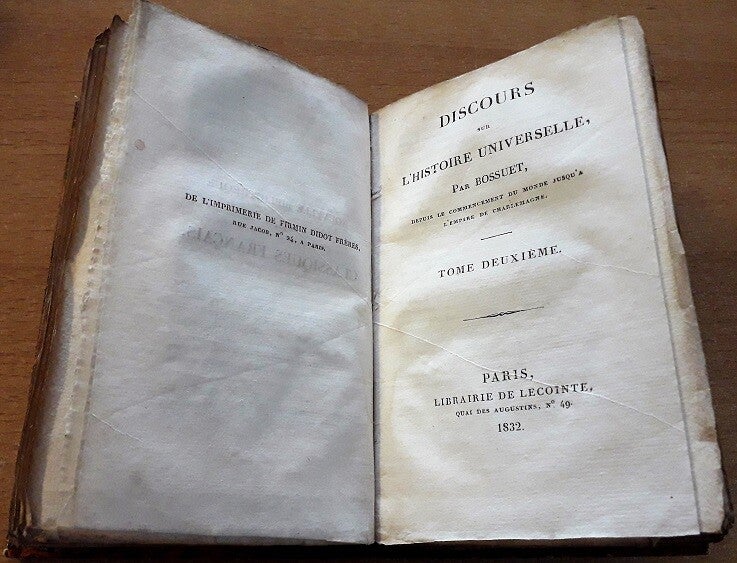 DE L'IMPRIMERIE DE FIRMIN DIDOT FRÈRES,
RUE JACOB, N° 24, A PARIS.
DISCOURS
SUR
L'HISTOIRE UNIVERSELLE,
PAR BOSSUET,
DEPUIS LE COMMENCEMENT DU MONDE JUSQU'A
L'EMPIRE DE CHARLEMAGNE.
TOME DEUXIÈME.
PARIS,
LIBRAIRIE DE LECOINTE,
QUAI DES AUGUSTINS, N° 49.
1832.